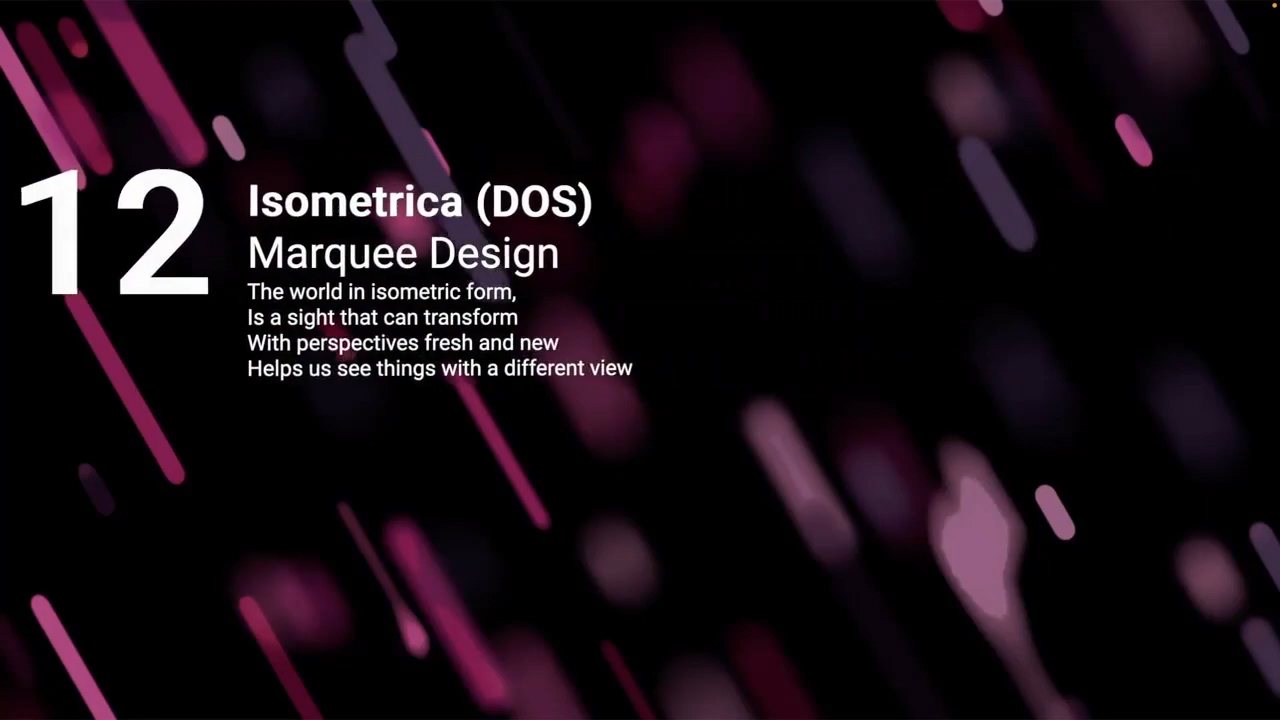 12
Isometrica (DOS)
Marquee Design
The world in isometric form,
Is a sight that can transform
With perspectives fresh and new
Helps us see things with a different view